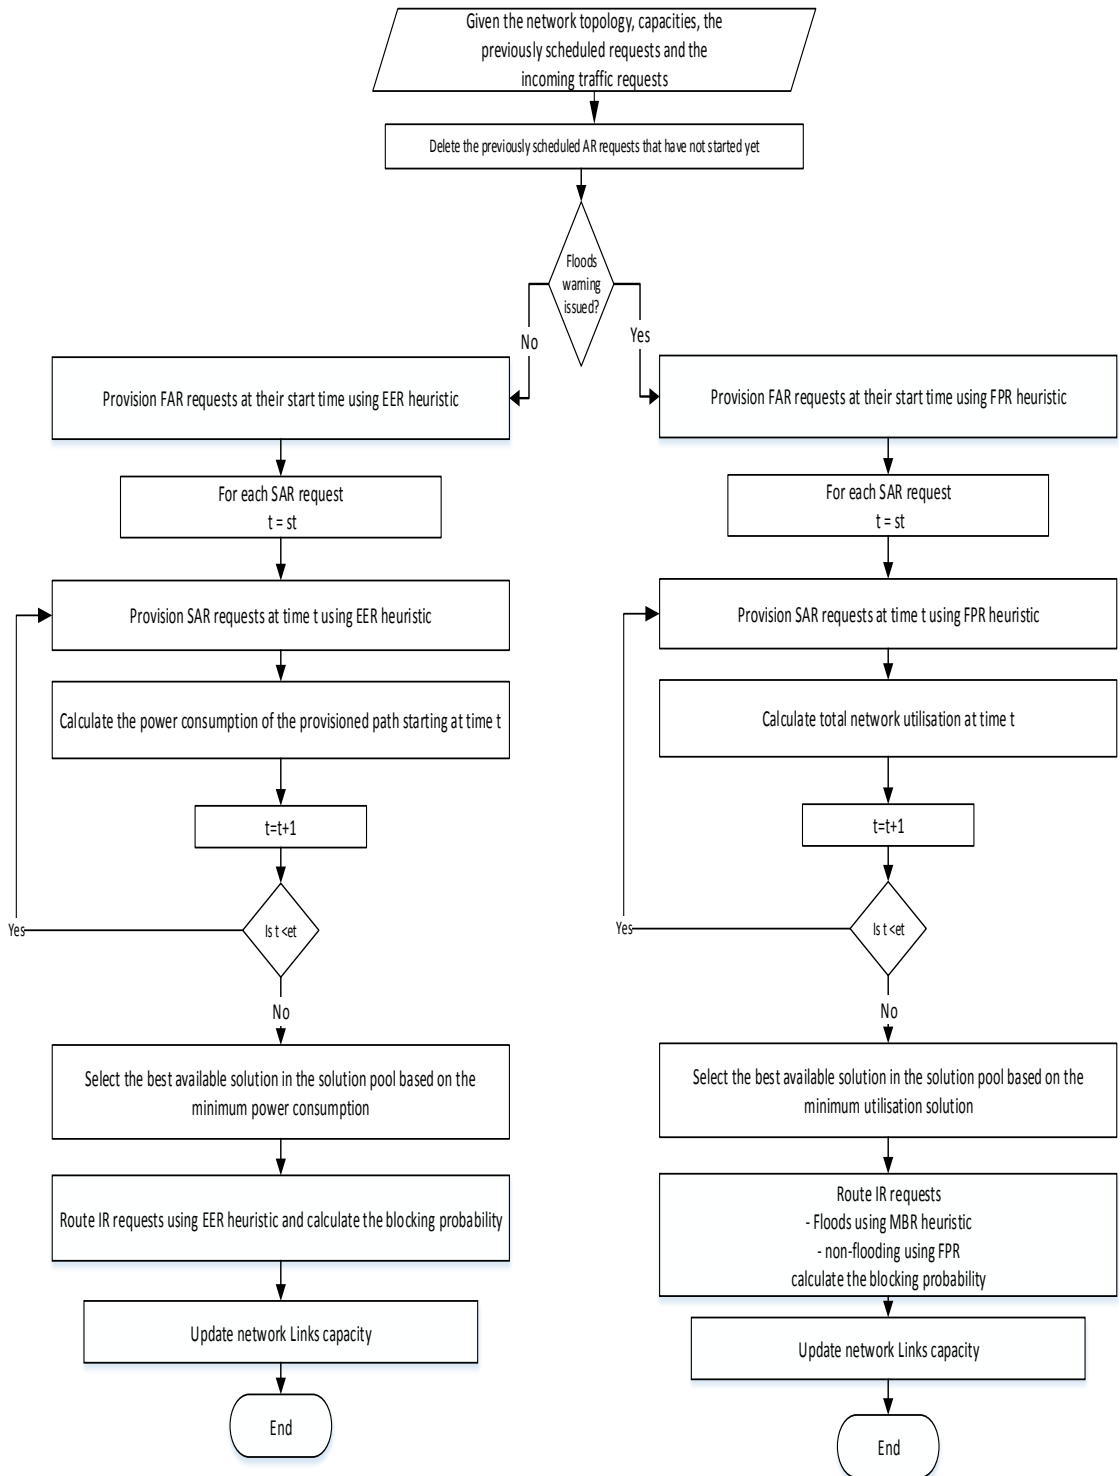 Given the network topology, capacities, the
previously scheduled requests and the
incoming traffic requests
Delete the previously scheduled AR requests that have not started yet
Floods
warning
issued?
No
Yes
Provision FAR requests at their start time using EER heuristic
For each SAR request
t = st
Provision SAR requests at time t using EER heuristic
Calculate the power consumption of the provisioned path starting at time t
t=t+1
Is t <et
Yes
No
Select the best available solution in the solution pool based on the
minimum power consumption
Route IR requests using EER heuristic and calculate the blocking probability
Update network Links capacity
End
Provision FAR requests at their start time using FPR heuristic
For each SAR request
t = st
Provision SAR requests at time t using FPR heuristic
Calculate total network utilisation at time t
t=t+1
Is t <et
Yes
No
Select the best available solution in the solution pool based on the
minimum utilisation solution
Route IR requests
- Floods using MBR heuristic
- non-flooding using FPR
calculate the blocking probability
Update network Links capacity
End